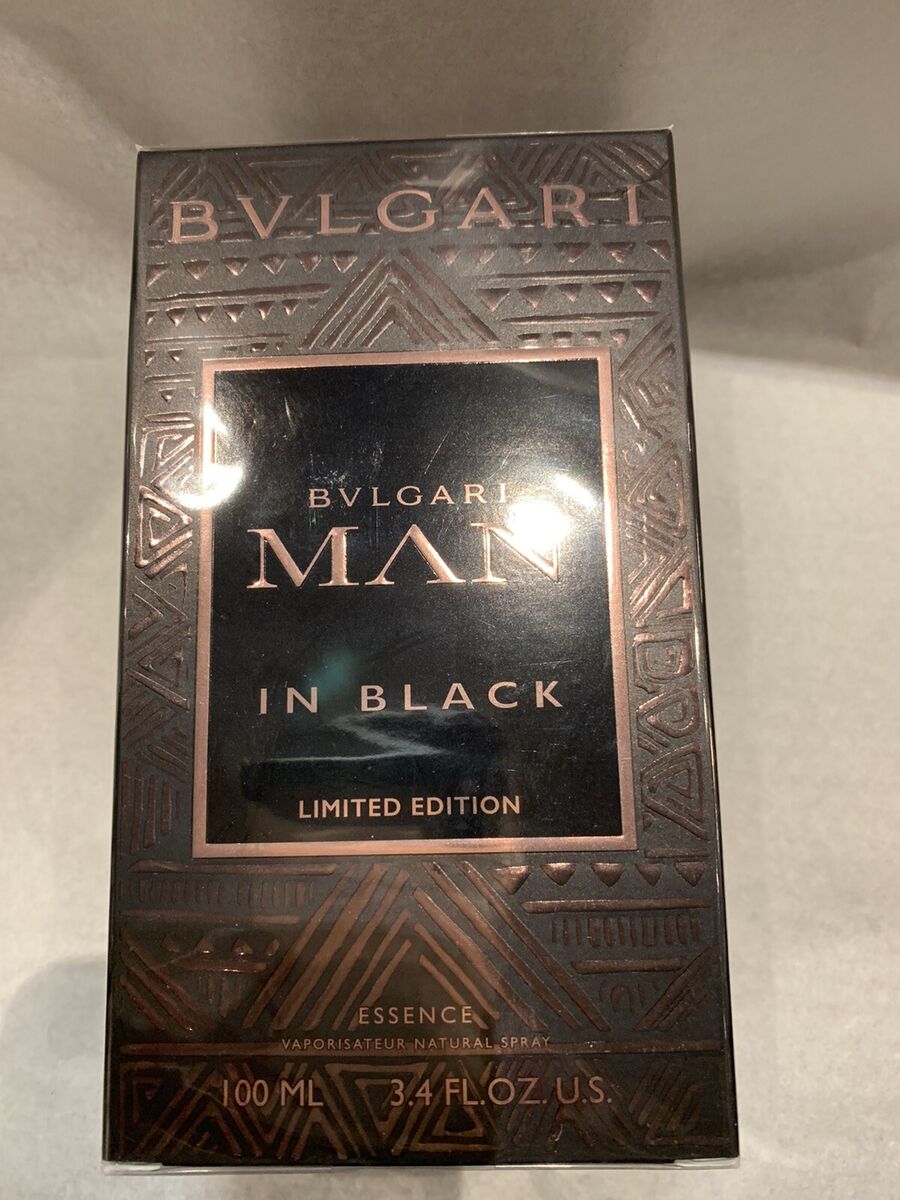 BVLGARI
BVLGARI
MAN
IN BLACK
LIMITED EDITION
ESSENCE
VAPORISATEUR NATURAL SPRAY
100 ML 3.4 FL.OZ. U.S.